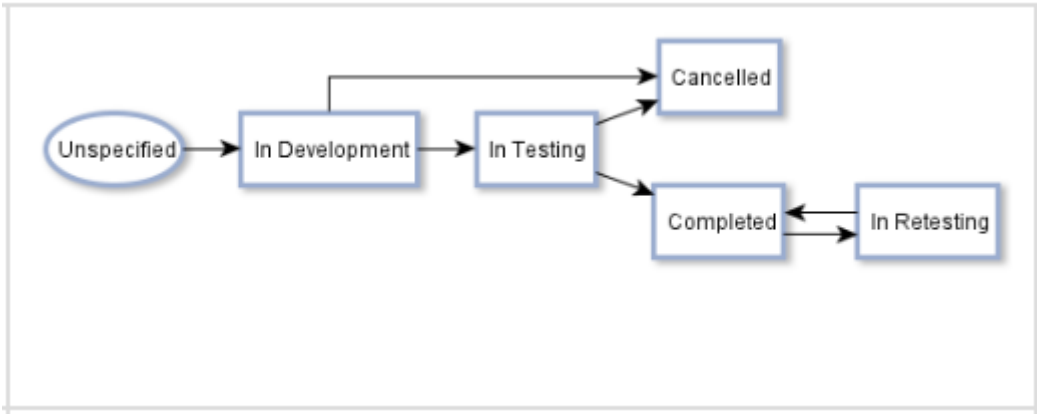 Cancelled
Unspecified
In Development
In Testing
Completed
In Retesting